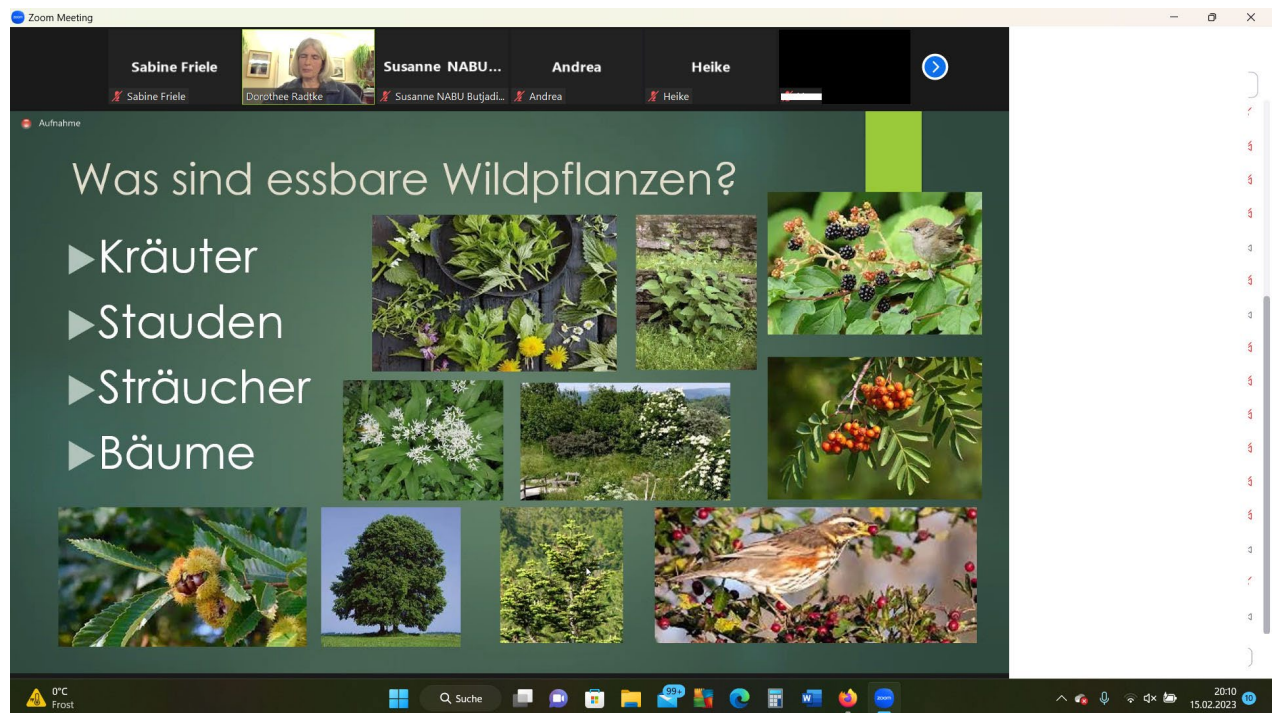 Zoom Meeting
Sabine Friele
Susanne NABU...
Andrea
Heike
Sabine Friele
Dorothee Radtke
Susanne NABU Butjadi...
Andrea
Heike
Aufnahme
Was sind essbare Wildpflanzen?
Kräuter
Stauden
Sträucher
Bäume
0°C
Frost
Suche
99+
zoom
20:10
15.02.2023
10